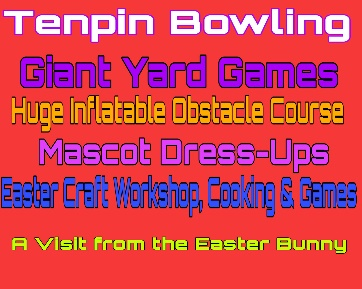 Tenpin Bowling
Giant Yard Games
Huge Inflatable Obstacle Course
Mascot Dress-Ups
Easter Craft Workshop, Cooking & Games
A Visit from the Easter Bunny